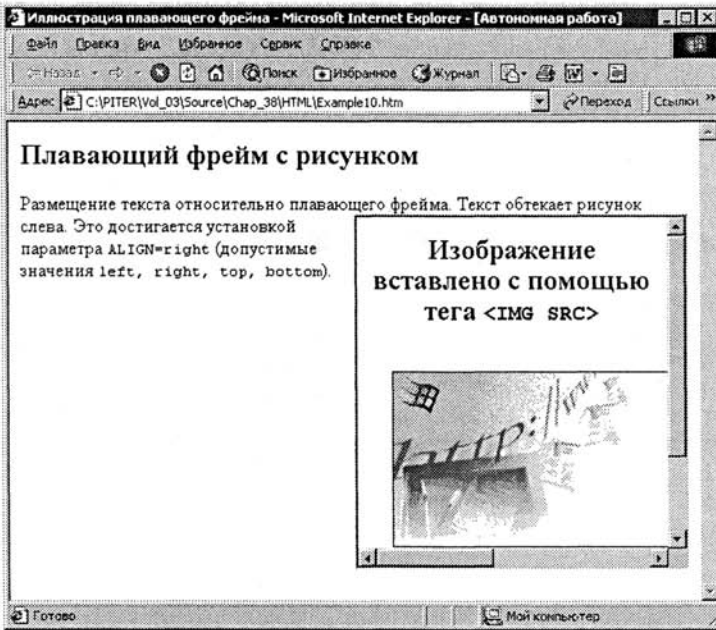 Иллюстрация плавающего фрейма - Microsoft Internet Explorer - [Автономная работа]
Файл Правка Вид Избранное Сервис Справка
Назад Поиск Избранное Журнал
Адрес C:\PITER\Vol_03\Source\Chap_38\HTML\Example10.htm Переход Ссылки »
Плавающий фрейм с рисунком
Размещение текста относительно плавающего фрейма. Текст обтекает рисунок
слева. Это достигается установкой
параметра ALIGN=right (допустимые
значения left, right, top, bottom).
Изображение
вставлено с помощью
тега <IMG SRC>
http:
Готово Мой компьютер